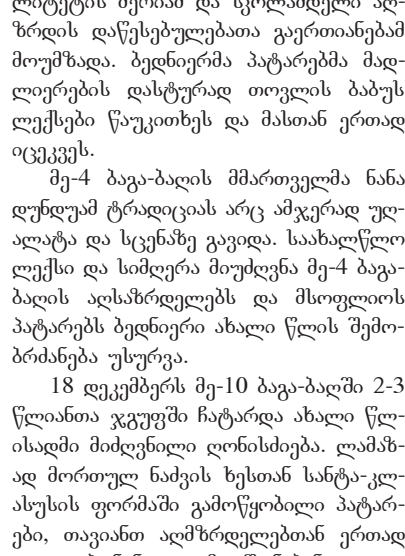 ლიტეტის მერიამ და სკოლამდელი აღ-
ზრდის დაწესებულებათა გაერთიანებამ
მოუმზადა. ბედნიერმა პატარებმა მად-
ლიერების დასტურად თოვლის ბაბუს
ლექსები წაუკითხეს და მასთან ერთად
იცეკვეს.
მე-4 ბაგა-ბაღის მმართველმა ნანა
დუნდუამ ტრადიციას არც ამჯერად უღ-
ალატა და სცენაზე გავიდა. საახალწლო
ლექსი და სიმღერა მიუძღვნა მე-4 ბაგა-
ბაღის აღსაზრდელებს და მსოფლიოს
პატარებს ბედნიერი ახალი წლის შემო-
ბრძანება უსურვა.
18 დეკემბერს მე-10 ბაგა-ბაღში 2-3
წლიანთა ჯგუფში ჩატარდა ახალი წლ-
ისადმი მიძღვნილი ღონისძიება. ლამაზ-
ად მორთულ ნაძვის ხესთან სანტა-კლ-
ასუსის ფორმაში გამოწყობილი პატარ-
ები, თავიანთ აღმზრდელებთან ერთად